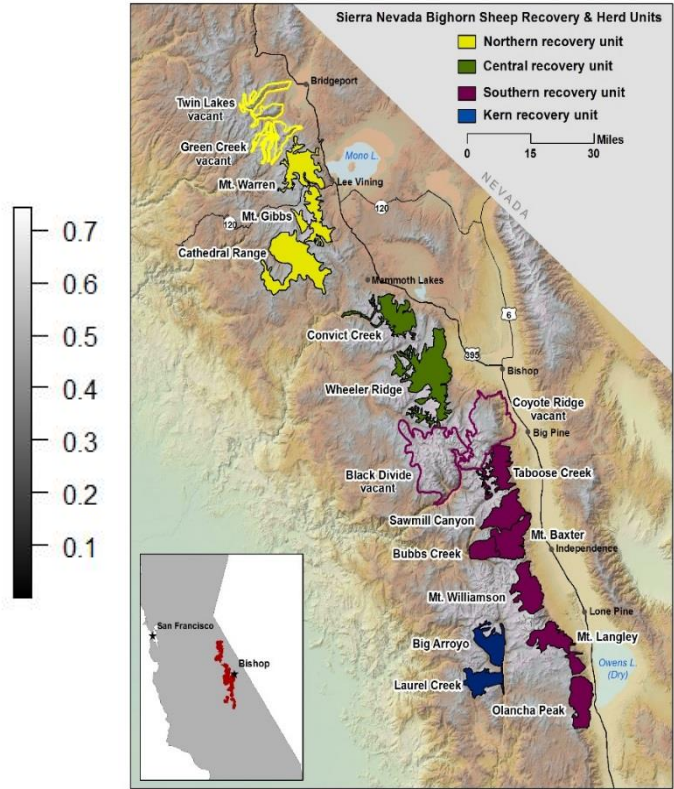 Sierra Nevada Bighorn Sheep Recovery & Herd Units
Northern recovery unit
Central recovery unit
Southern recovery unit
Kern recovery unit
Miles
0 15 30
NEVADA
Bridgeport
Twin Lakes
vacant
Green Creek
vacant
Mono L.
Mt. Warren
Lee Vining
120
Mt. Gibbs
120
Cathedral Range
Mammoth Lakes
6
Convict Creek
395
Bishop
Wheeler Ridge
Coyote Ridge
vacant
Big Pine
Black Divide
vacant
Taboose Creek
Sawmill Canyon
Mt. Baxter
Bubbs Creek
Independence
Mt. Williamson
Lone Pine
Big Arroyo
Mt. Langley
Owens L.
(Dry)
Laurel Creek
Olancha Peak
San Francisco
Bishop
0.7
0.6
0.5
0.4
0.3
0.2
0.1